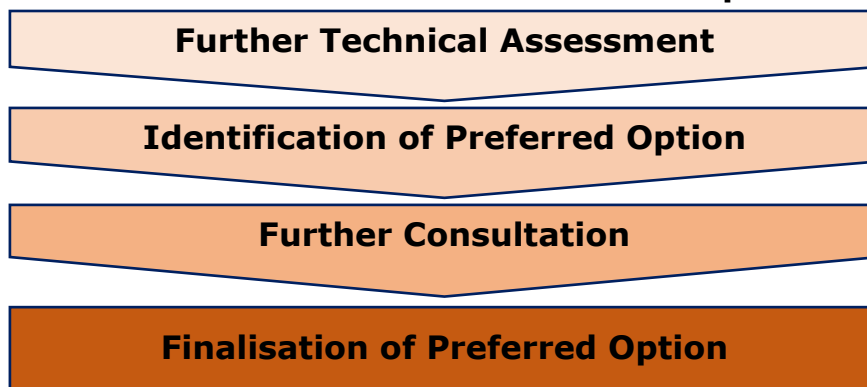 Further Technical Assessment
Identification of Preferred Option
Further Consultation
Finalisation of Preferred Option